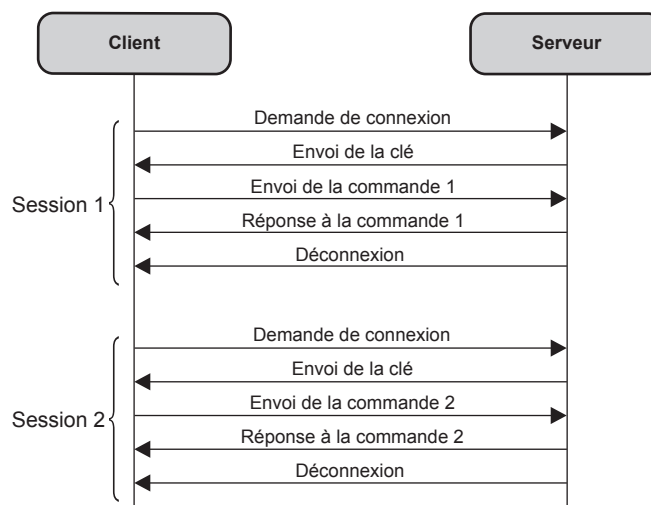 Client
Serveur
Session 1
Demande de connexion
Envoi de la clé
Envoi de la commande 1
Réponse à la commande 1
Déconnexion
Session 2
Demande de connexion
Envoi de la clé
Envoi de la commande 2
Réponse à la commande 2
Déconnexion